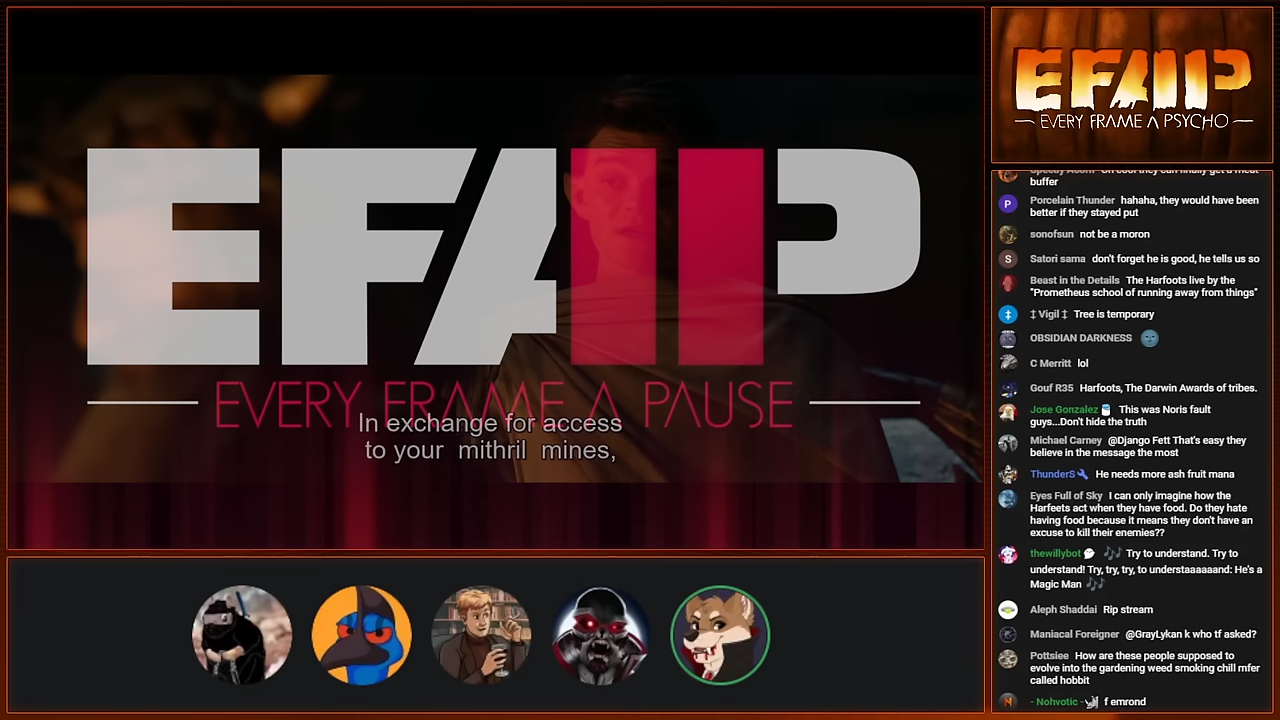 EFAP
EVERY FRAME A PAUSE
In exchange for access
to your mithril mines,
EFAP
EVERY FRAME A PSYCHO
buffer
Porcelain Thunder hahaha, they would have been
better if they stayed put
sonofsun not be a moron
Satori sama don't forget he is good, he tells us so
Beast in the Details The Harfoots live by the
"Prometheus school of running away from things"
‡ Vigil ‡ Tree is temporary
OBSIDIAN DARKNESS 🌚
C Merritt lol
Gouf R35 Harfoots, The Darwin Awards of tribes.
Jose Gonzalez This was Noris fault
guys...Don't hide the truth
Michael Carney @Django Fett That's easy they
believe in the message the most
ThunderS He needs more ash fruit mana
Eyes Full of Sky I can only imagine how the
Harfeets act when they have food. Do they hate
having food because it means they don't have an
excuse to kill their enemies??
thewillybot 🎶 Try to understand. Try to
understand! Try, try, try, to understaaaaaand: He's a
Magic Man 🎶
Aleph Shaddai Rip stream
Maniacal Foreigner @GrayLykan k who tf asked?
Pottsiee How are these people supposed to
evolve into the gardening weed smoking chill mfer
called hobbit
- Nohvotic - f emrond